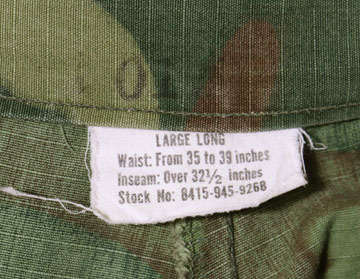 LARGE LONG
Waist: From 35 to 39 inches
Inseam: Over 32½ inches
Stock No: 8415-945-9268